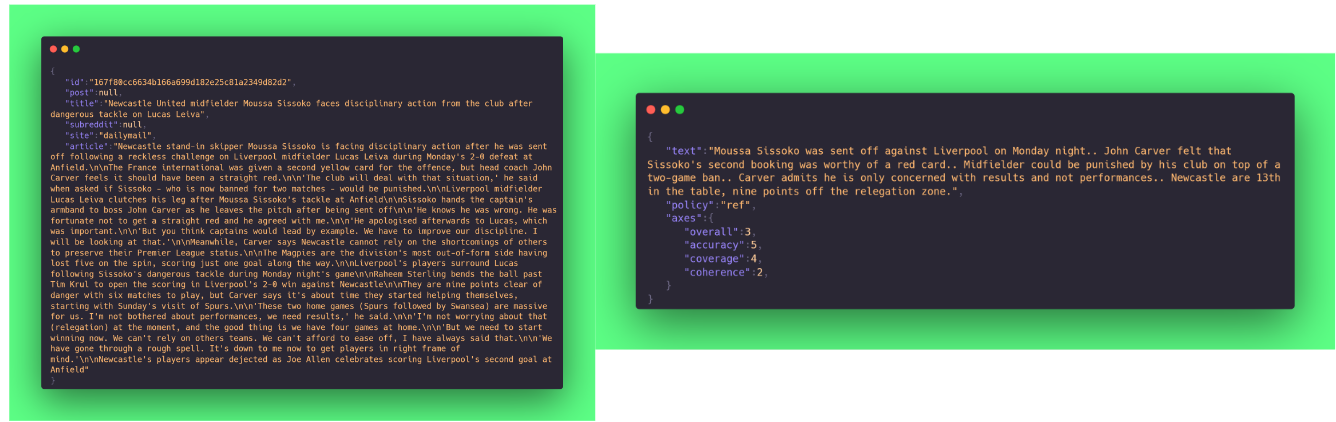 {
"id":"167f80cc6634b166a699d182e25c81a2349d82d2",
"post":null,
"title":"Newcastle United midfielder Moussa Sissoko faces disciplinary action from the club after
dangerous tackle on Lucas Leiva",
"subreddit":null,
"site":"dailymail",
"article":"Newcastle stand-in skipper Moussa Sissoko is facing disciplinary action after he was sent
off following a reckless challenge on Liverpool midfielder Lucas Leiva during Monday's 2-0 defeat at
Anfield.\n\nThe France international was given a second yellow card for the offence, but head coach John
Carver feels it should have been a straight red.\n\n'The club will deal with that situation,' he said
when asked if Sissoko - who is now banned for two matches - would be punished.\n\nLiverpool midfielder
Lucas Leiva clutches his leg after Moussa Sissoko's tackle at Anfield\n\nSissoko hands the captain's
armband to boss John Carver as he leaves the pitch after being sent off\n\n'He knows he was wrong. He was
fortunate not to get a straight red and he agreed with me.\n\n'He apologised afterwards to Lucas, which
was important.\n\n'But you think captains would lead by example. We have to improve our discipline. I
will be looking at that.'\n\nMeanwhile, Carver says Newcastle cannot rely on the shortcomings of others
to preserve their Premier League status.\n\nThe Magpies are the division's most out-of-form side having
lost five on the spin, scoring just one goal along the way.\n\nLiverpool's players surround Lucas
following Sissoko's dangerous tackle during Monday night's game\n\nRaheem Sterling bends the ball past
Tim Krul to open the scoring in Liverpool's 2-0 win against Newcastle\n\nThey are nine points clear of
danger with six matches to play, but Carver says it's about time they started helping themselves,
starting with Sunday's visit of Spurs.\n\n'These two home games (Spurs followed by Swansea) are massive
for us. I'm not bothered about performances, we need results,' he said.\n\n'I'm not worrying about that
(relegation) at the moment, and the good thing is we have four games at home.\n\n'But we need to start
winning now. We can't rely on others teams. We can't afford to ease off, I have always said that.\n\n'We
have gone through a rough spell. It's down to me now to get players in right frame of
mind.'\n\nNewcastle's players appear dejected as Joe Allen celebrates scoring Liverpool's second goal at
Anfield"
}
{
"text":"Moussa Sissoko was sent off against Liverpool on Monday night.. John Carver felt that
Sissoko's second booking was worthy of a red card.. Midfielder could be punished by his club on top of a
two-game ban.. Carver admits he is only concerned with results and not performances.. Newcastle are 13th
in the table, nine points off the relegation zone.",
"policy":"ref",
"axes":{
"overall":3,
"accuracy":5,
"coverage":4,
"coherence":2,
}
}